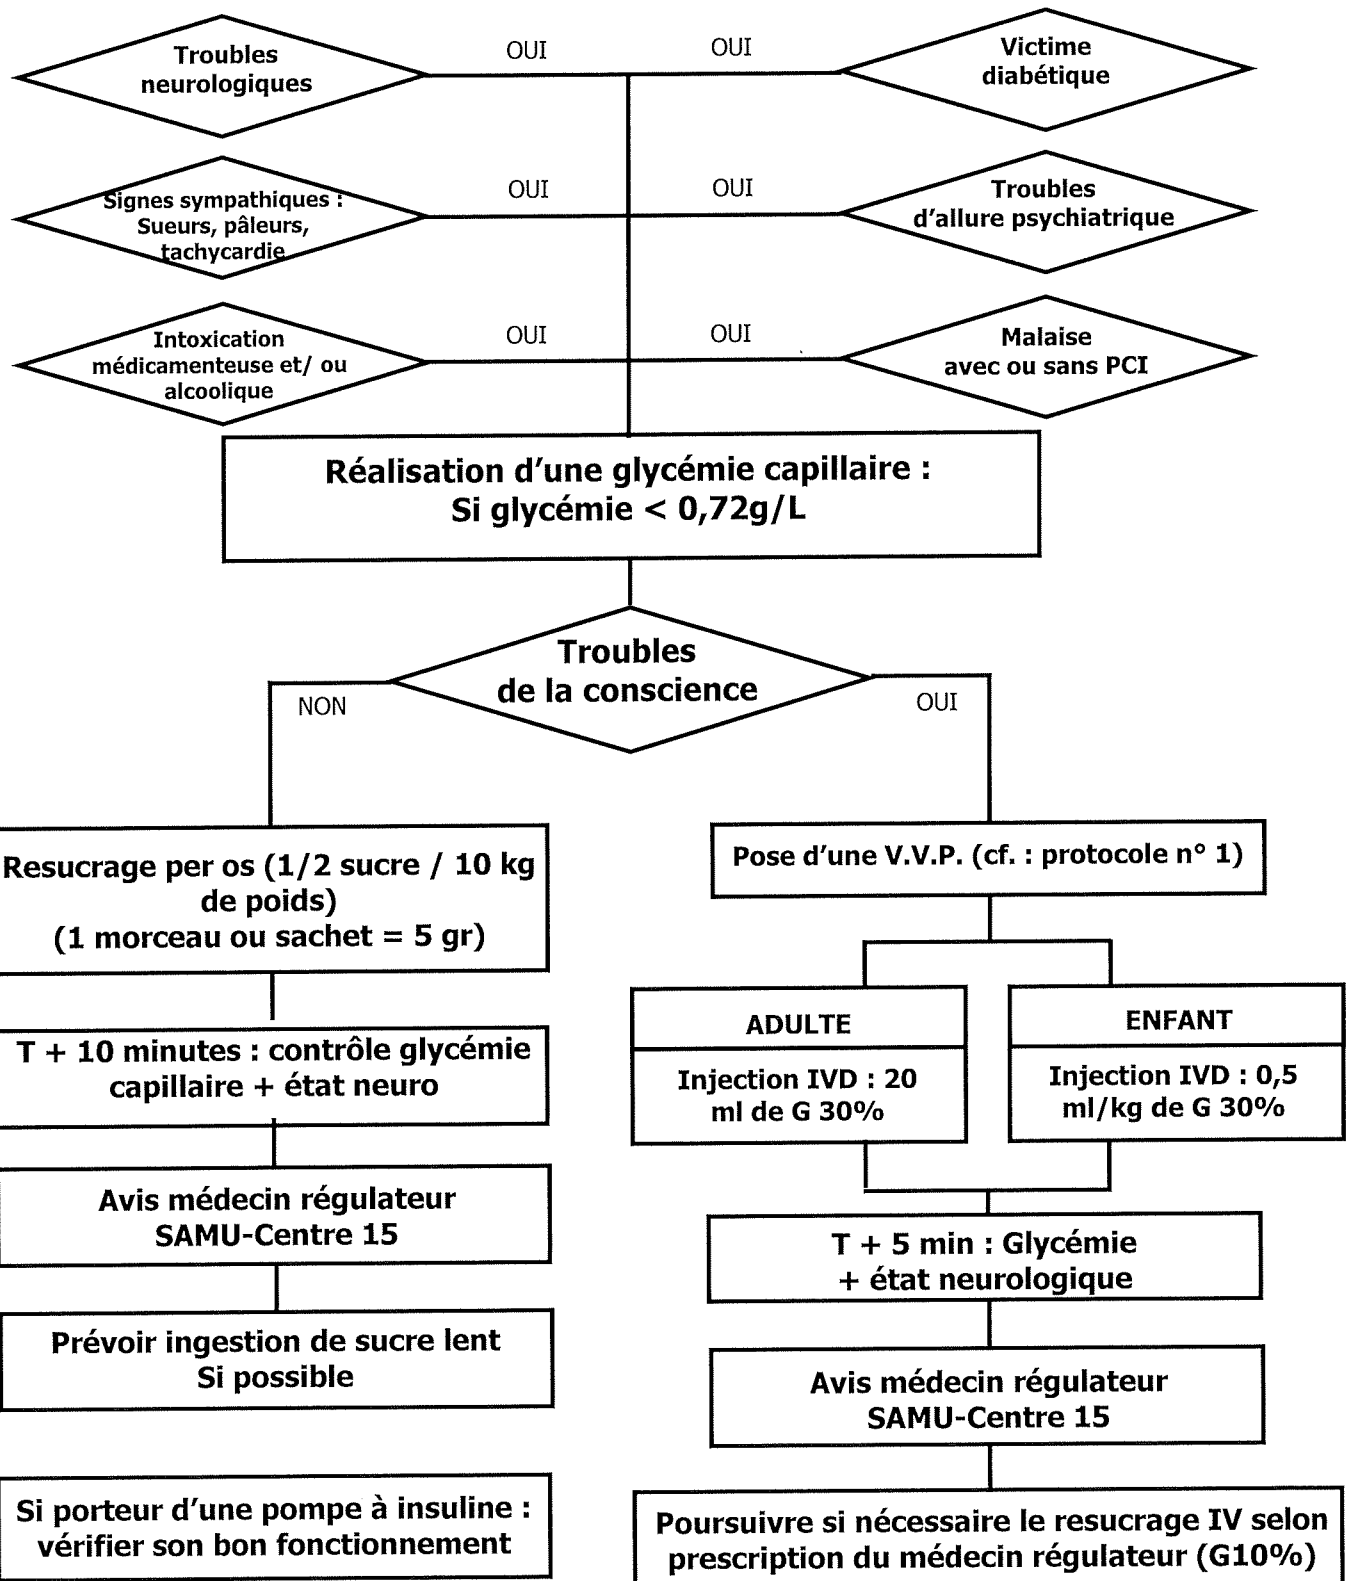 Troubles
neurologiques
OUI
OUI
Victime
diabétique
Signes sympathiques :
Sueurs, pâleurs,
tachycardie
OUI
OUI
Troubles
d'allure psychiatrique
Intoxication
médicamenteuse et/ ou
alcoolique
OUI
OUI
Malaise
avec ou sans PCI
Réalisation d'une glycémie capillaire :
Si glycémie < 0,72g/L
Troubles
de la conscience
NON
OUI
Resucrage per os (1/2 sucre / 10 kg
de poids)
(1 morceau ou sachet = 5 gr)
T + 10 minutes : contrôle glycémie
capillaire + état neuro
Avis médecin régulateur
SAMU-Centre 15
Prévoir ingestion de sucre lent
Si possible
Si porteur d'une pompe à insuline :
vérifier son bon fonctionnement
Pose d'une V.V.P. (cf. : protocole n° 1)
ADULTE
Injection IVD : 20
ml de G 30%
ENFANT
Injection IVD : 0,5
ml/kg de G 30%
T + 5 min : Glycémie
+ état neurologique
Avis médecin régulateur
SAMU-Centre 15
Poursuivre si nécessaire le resucrage IV selon
prescription du médecin régulateur (G10%)